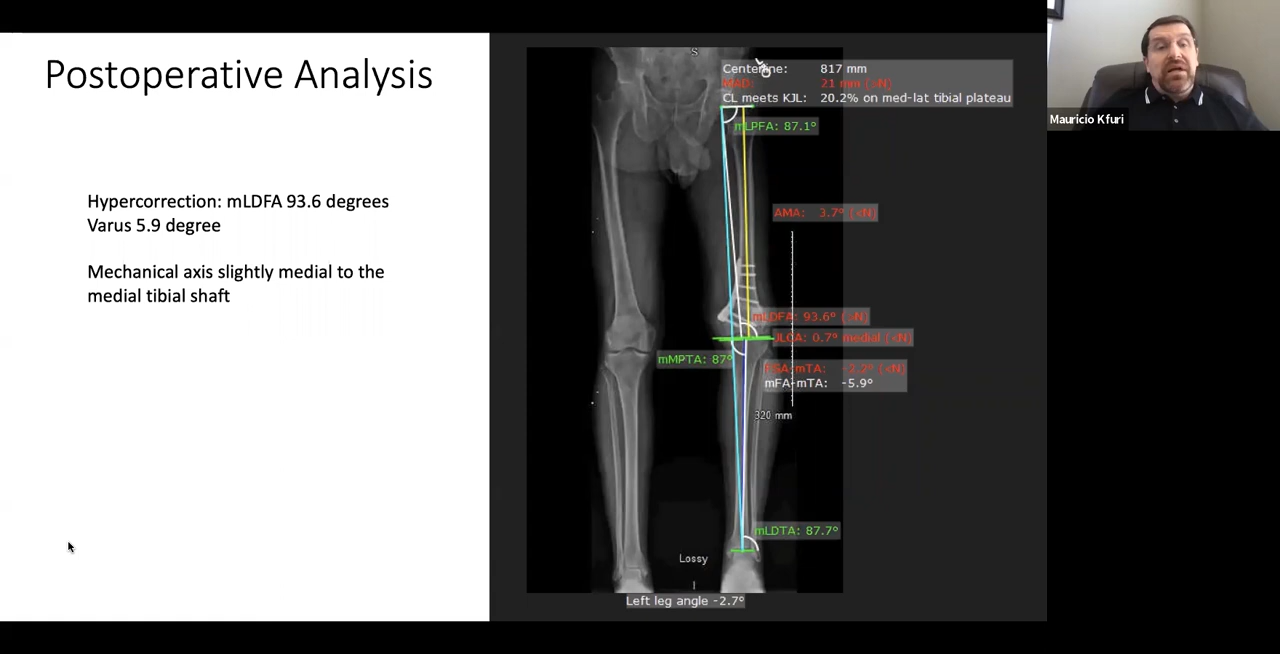 Postoperative Analysis
Hypercorrection: mLDFA 93.6 degrees
Varus 5.9 degree
Mechanical axis slightly medial to the
medial tibial shaft
S
Centerline: 817 mm
MAD: 21 mm (>N)
CL meets KJL: 20.2% on med-lat tibial plateau
mLPFA: 87.1°
AMA: 3.7° (<N)
mLDFA: 93.6° (>N)
JLCA: 0.7° medial (<N)
mMPTA: 87°
-2.2° (<N)
mFA-mTA: -5.9°
320 mm
mLDTA: 87.7°
Lossy
I
Left leg angle -2.7°
Mauricio Kfuri